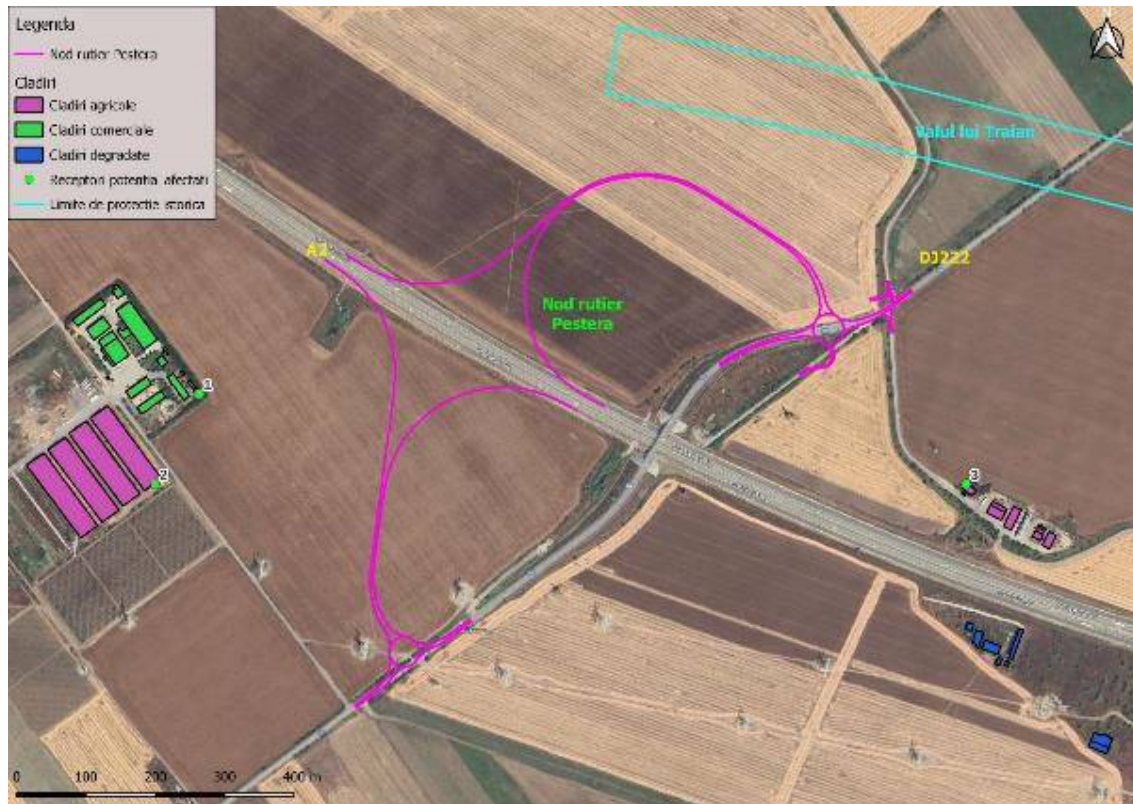 Legenda
Nod rutier Pestera
Cladiri
Cladiri agricole
Cladiri comerciale
Cladiri degradate
Receptori potential afectati
Limite de protectie istorica
Valul lui Traian
A2
DJ222
Nod rutier
Pestera
1
2
3
0 100 200 300 400 m